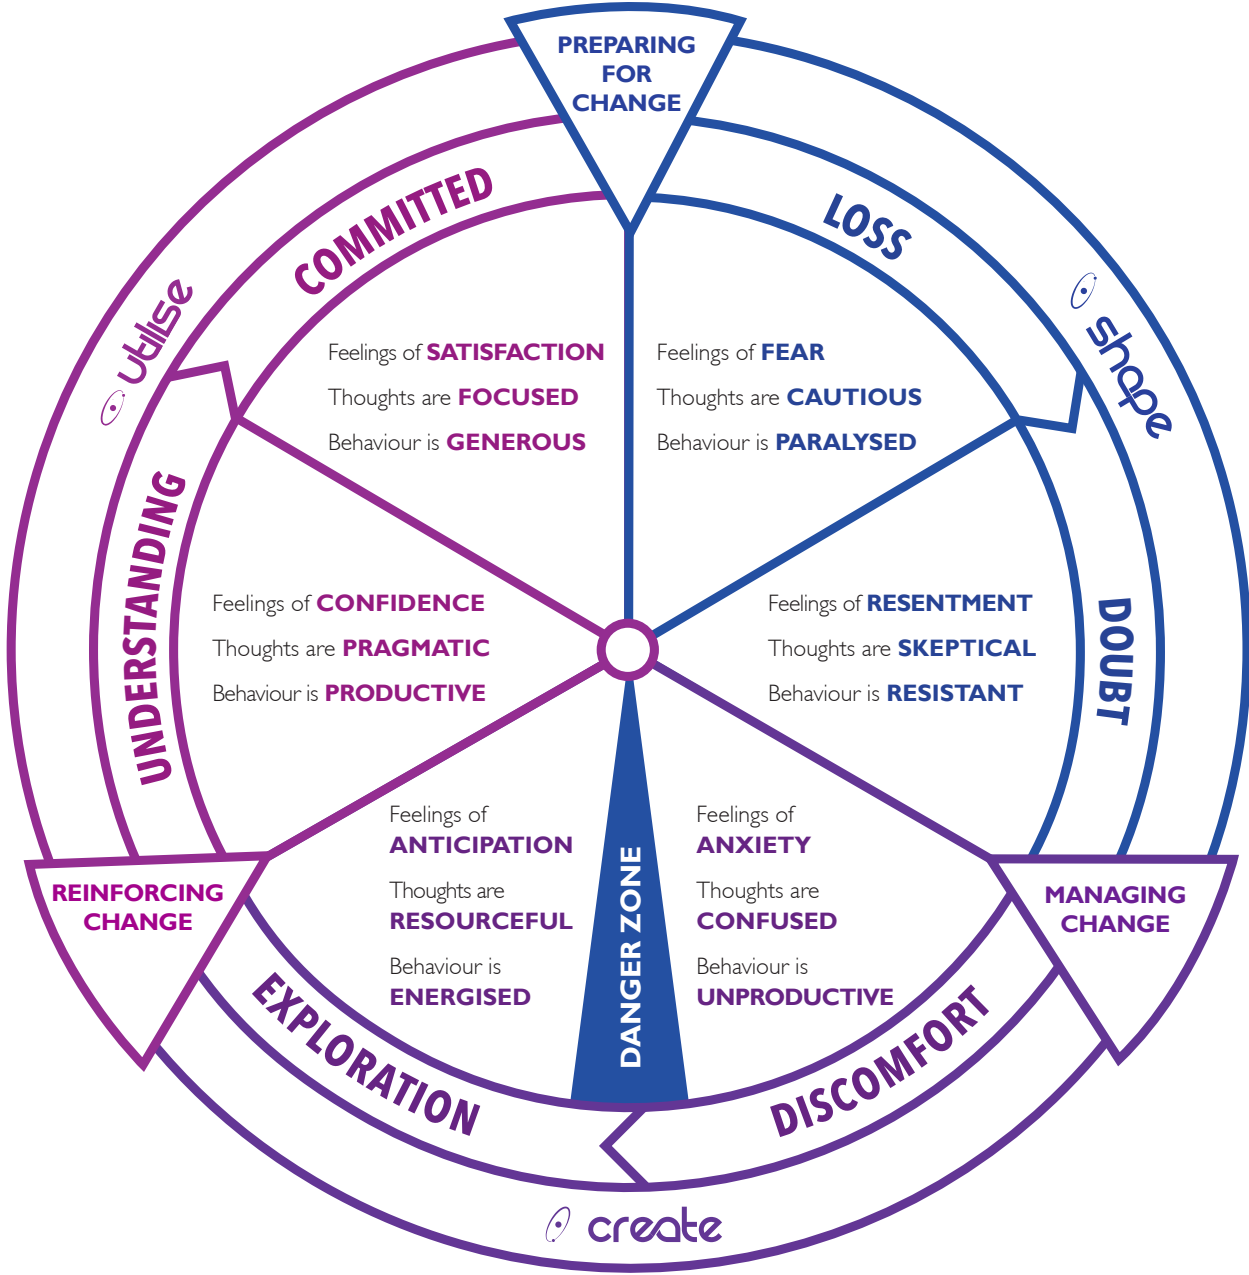 PREPARING
FOR
CHANGE
LOSS
shape
Feelings of FEAR
Thoughts are CAUTIOUS
Behaviour is PARALYSED
DOUBT
Feelings of RESENTMENT
Thoughts are SKEPTICAL
Behaviour is RESISTANT
MANAGING
CHANGE
DISCOMFORT
Feelings of
ANXIETY
Thoughts are
CONFUSED
Behaviour is
UNPRODUCTIVE
DANGER ZONE
create
EXPLORATION
Feelings of
ANTICIPATION
Thoughts are
RESOURCEFUL
Behaviour is
ENERGISED
REINFORCING
CHANGE
UNDERSTANDING
Feelings of CONFIDENCE
Thoughts are PRAGMATIC
Behaviour is PRODUCTIVE
utilise
COMMITTED
Feelings of SATISFACTION
Thoughts are FOCUSED
Behaviour is GENEROUS